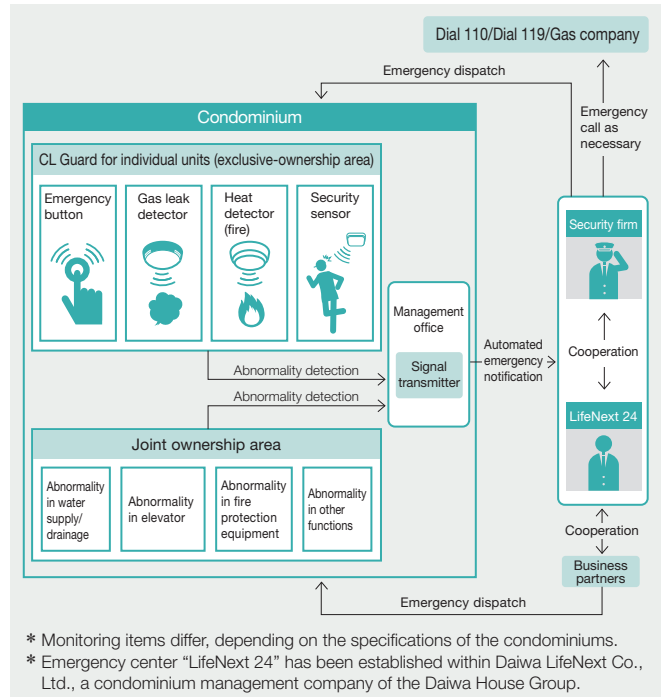 Dial 110/Dial 119/Gas company
Emergency dispatch
Emergency
call as
necessary
Condominium
CL Guard for individual units (exclusive-ownership area)
Emergency
button
Gas leak
detector
Heat
detector
(fire)
Security
sensor
Security firm
Management
office
Signal
transmitter
Automated
emergency
notification
Cooperation
Abnormality detection
Abnormality detection
LifeNext 24
Joint ownership area
Abnormality
in water
supply/
drainage
Abnormality
in elevator
Abnormality
in fire
protection
equipment
Abnormality
in other
functions
Cooperation
Business
partners
Emergency dispatch
* Monitoring items differ, depending on the specifications of the condominiums.
* Emergency center “LifeNext 24” has been established within Daiwa LifeNext Co.,
Ltd., a condominium management company of the Daiwa House Group.